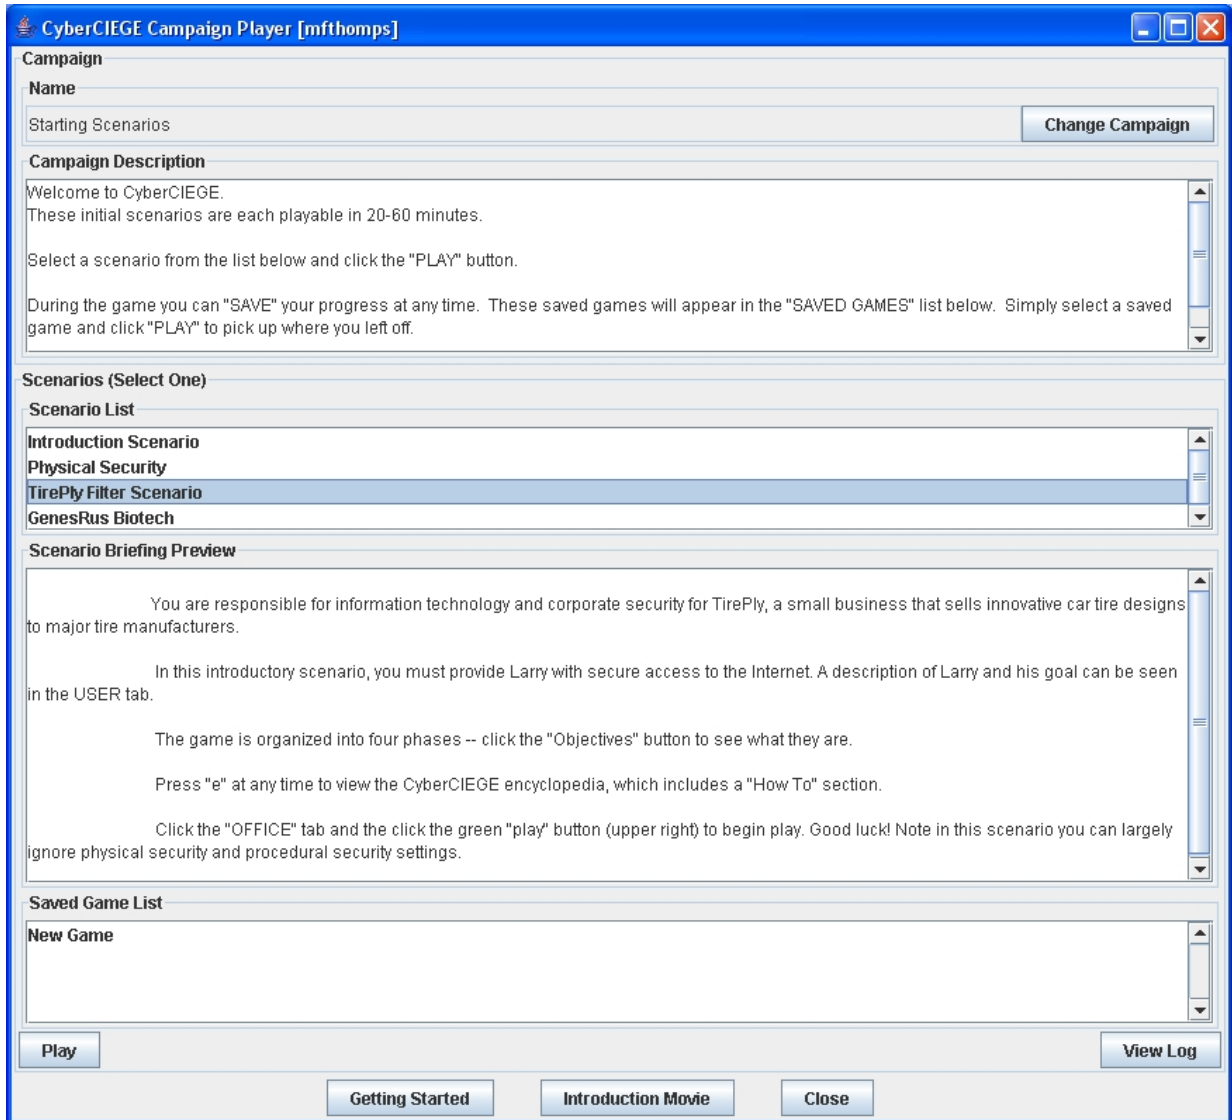 CyberCIEGE Campaign Player [mfthomps]
Campaign
Name
Starting Scenarios
Change Campaign
Campaign Description
Welcome to CyberCIEGE.
These initial scenarios are each playable in 20-60 minutes.
Select a scenario from the list below and click the "PLAY" button.
During the game you can "SAVE" your progress at any time.  These saved games will appear in the "SAVED GAMES" list below.  Simply select a saved
game and click "PLAY" to pick up where you left off.
Scenarios (Select One)
Scenario List
Introduction Scenario
Physical Security
TirePly Filter Scenario
GenesRus Biotech
Scenario Briefing Preview
You are responsible for information technology and corporate security for TirePly, a small business that sells innovative car tire designs
to major tire manufacturers.
In this introductory scenario, you must provide Larry with secure access to the Internet. A description of Larry and his goal can be seen
in the USER tab.
The game is organized into four phases -- click the "Objectives" button to see what they are.
Press "e" at any time to view the CyberCIEGE encyclopedia, which includes a "How To" section.
Click the "OFFICE" tab and the click the green "play" button (upper right) to begin play. Good luck! Note in this scenario you can largely
ignore physical security and procedural security settings.
Saved Game List
New Game
Play
View Log
Getting Started
Introduction Movie
Close